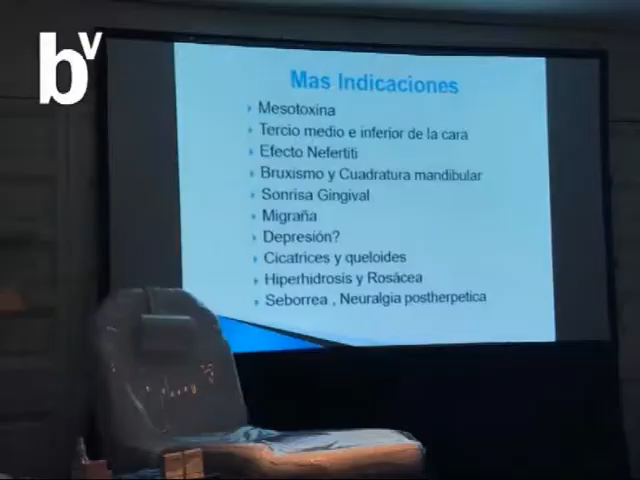 bv
Mas Indicaciones
Mesotoxina
Tercio medio e inferior de la cara
Efecto Nefertiti
Bruxismo y Cuadratura mandibular
Sonrisa Gingival
Migraña
Depresión?
Cicatrices y queloides
Hiperhidrosis y Rosácea
Seborrea , Neuralgia postherpetica